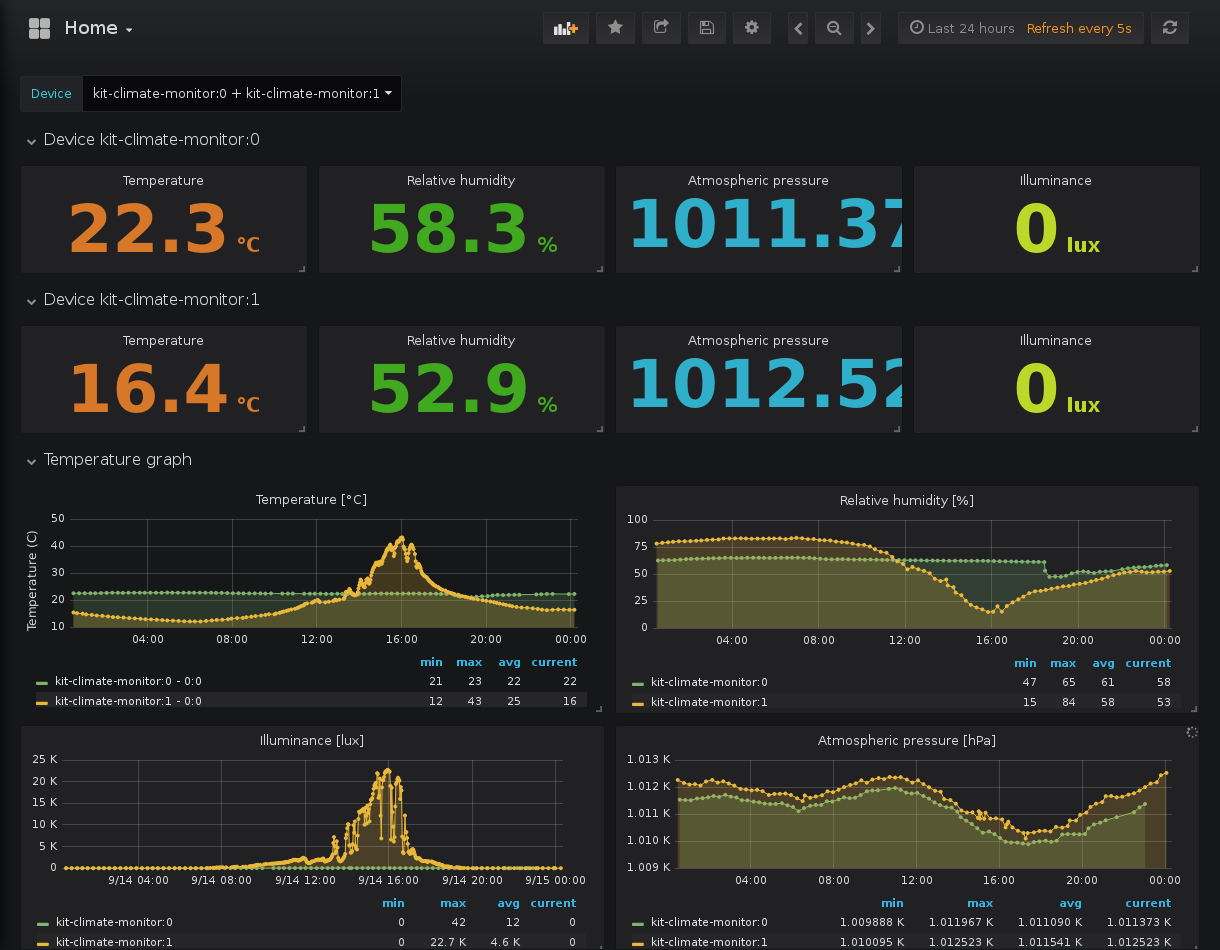 Home
Last 24 hours Refresh every 5s
Device kit-climate-monitor:0 + kit-climate-monitor:1
Device kit-climate-monitor:0
Temperature Relative humidity Atmospheric pressure Illuminance
22.3 °C 58.3 % 1011.37 0 lux
Device kit-climate-monitor:1
Temperature Relative humidity Atmospheric pressure Illuminance
16.4 °C 52.9 % 1012.52 0 lux
Temperature graph
Temperature [°C]
Temperature (C)
50
40
30
20
10
04:00 08:00 12:00 16:00 20:00 00:00
min max avg current
kit-climate-monitor:0 - 0:0 21 23 22 22
kit-climate-monitor:1 - 0:0 12 43 25 16
Relative humidity [%]
100
75
50
25
0
04:00 08:00 12:00 16:00 20:00 00:00
min max avg current
kit-climate-monitor:0 47 65 61 58
kit-climate-monitor:1 15 84 58 53
Illuminance [lux]
25 K
20 K
15 K
10 K
5 K
0
9/14 04:00 9/14 08:00 9/14 12:00 9/14 16:00 9/14 20:00 9/15 00:00
min max avg current
kit-climate-monitor:0 0 42 12 0
kit-climate-monitor:1 0 22.7 K 4.6 K 0
Atmospheric pressure [hPa]
1.013 K
1.012 K
1.011 K
1.010 K
1.009 K
04:00 08:00 12:00 16:00 20:00 00:00
min max avg current
kit-climate-monitor:0 1.009888 K 1.011967 K 1.011090 K 1.011373 K
kit-climate-monitor:1 1.010095 K 1.012523 K 1.011541 K 1.012523 K